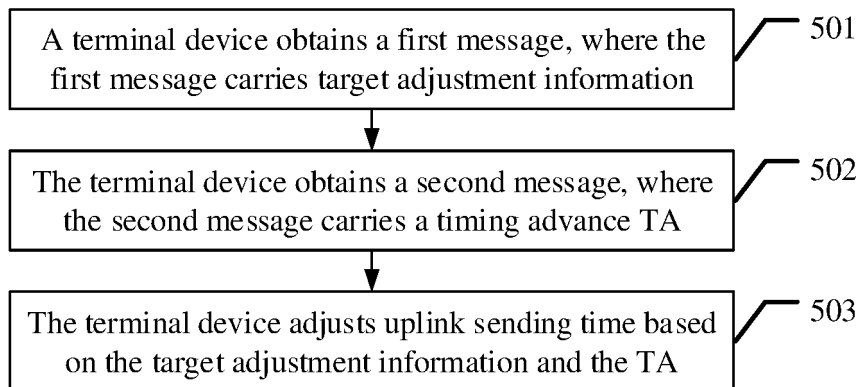 A terminal device obtains a first message, where the
first message carries target adjustment information
501
The terminal device obtains a second message, where
the second message carries a timing advance TA
502
The terminal device adjusts uplink sending time based
on the target adjustment information and the TA
503